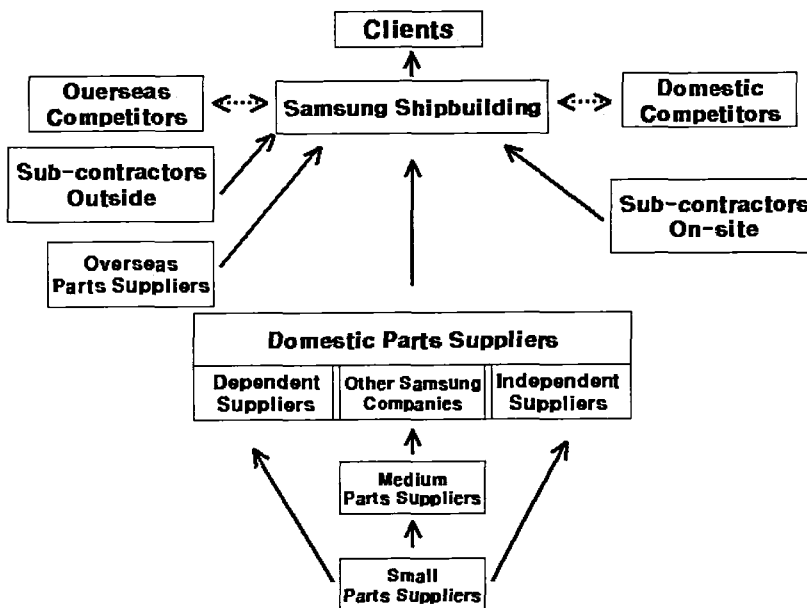 Clients
Ouerseas
Competitors
Samsung Shipbuilding
Domestic
Competitors
Sub-contractors
Outside
Sub-contractors
On-site
Overseas
Parts Suppliers
Domestic Parts Suppliers
Dependent
Suppliers
Other Samsung
Companies
Independent
Suppliers
Medium
Parts Suppliers
Small
Parts Suppliers